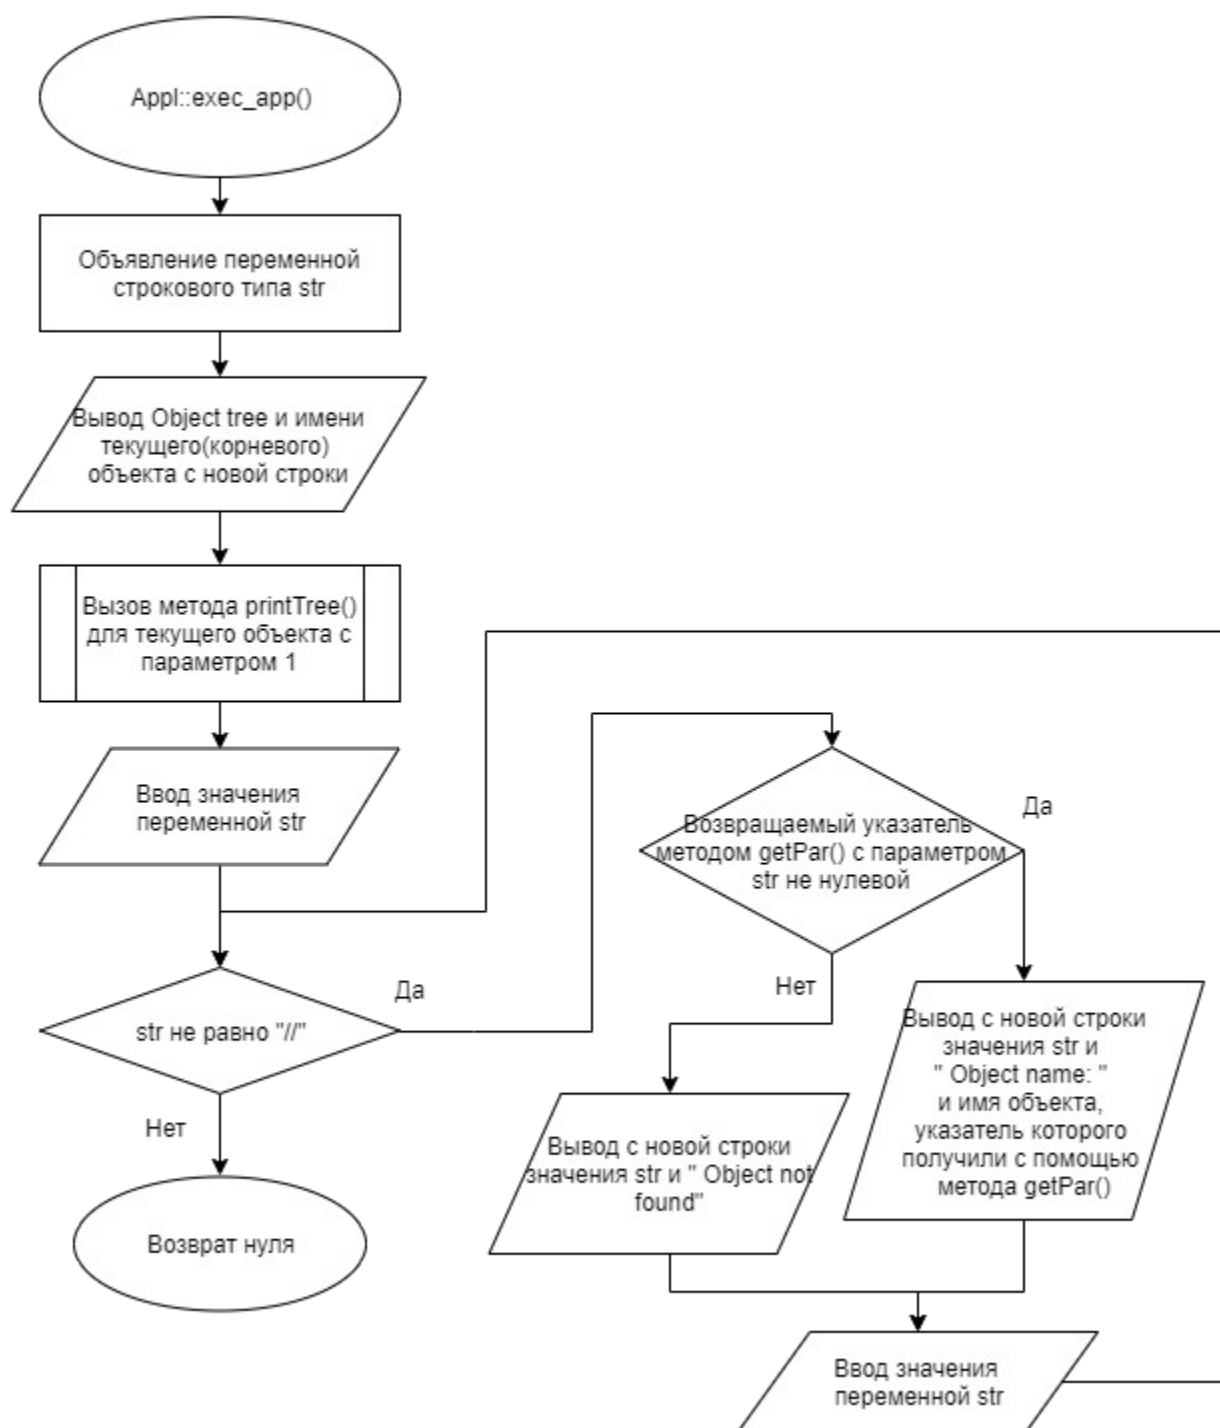 Appl::exec_app()
Объявление переменной
строкового типа str
Вывод Object tree и имени
текущего(корневого)
объекта с новой строки
Вызов метода printTree()
для текущего объекта с
параметром 1
Ввод значения
переменной str
str не равно "//"
Да
Нет
Возврат нуля
Возвращаемый указатель
методом getPar() с параметром
str не нулевой
Да
Нет
Вывод с новой строки
значения str и " Object not
found"
Вывод с новой строки
значения str и
" Object name: "
и имя объекта,
указатель которого
получили с помощью
метода getPar()
Ввод значения
переменной str